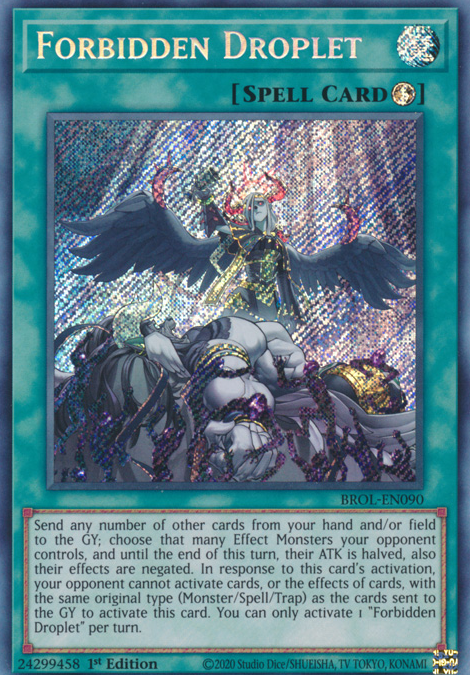 Forbidden Droplet
[Spell Card]
BROL-EN090
Send any number of other cards from your hand and/or field
to the GY; choose that many Effect Monsters your opponent
controls, and until the end of this turn, their ATK is halved, also
their effects are negated. In response to this card's activation,
your opponent cannot activate cards, or the effects of cards, with
the same original type (Monster/Spell/Trap) as the cards sent to
the GY to activate this card. You can only activate 1 "Forbidden
Droplet" per turn.
24299458 1st Edition ©2020 Studio Dice/SHUEISHA, TV TOKYO, KONAMI